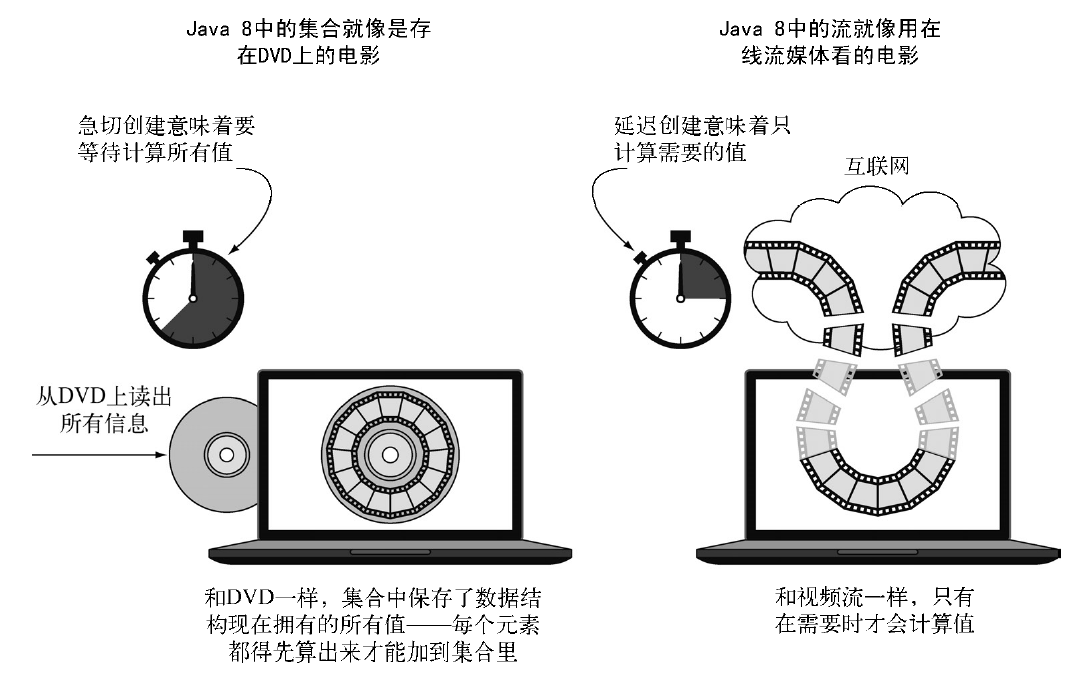 Java 8中的集合就像是存
在DVD上的电影
急切创建意味着要
等待计算所有值
从DVD上读出
所有信息
和DVD一样，集合中保存了数据结
构现在拥有的所有值——每个元素
都得先算出来才能加到集合里
Java 8中的流就像用在
线流媒体看的电影
延迟创建意味着只
计算需要的值
互联网
和视频流一样，只有
在需要时才会计算值